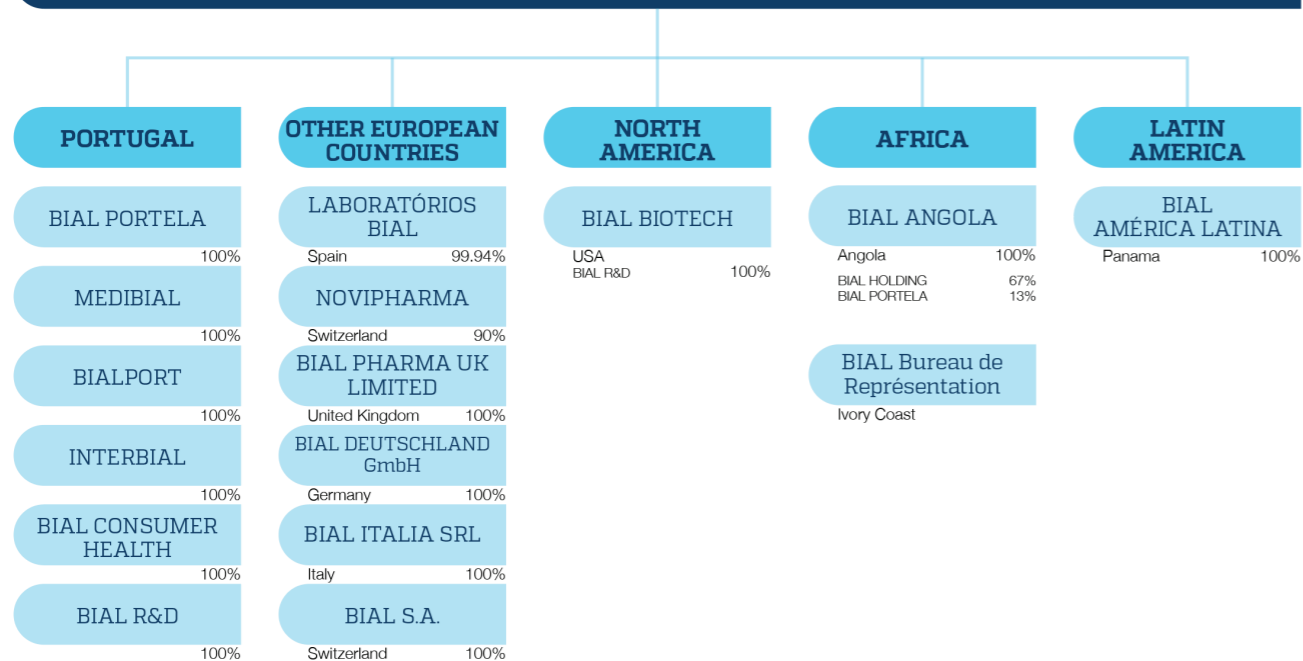 PORTUGAL
BIAL PORTELA
100%
MEDIBIAL
100%
BIALPORT
100%
INTERBIAL
100%
BIAL CONSUMER
HEALTH
100%
BIAL R&D
100%
OTHER EUROPEAN
COUNTRIES
LABORATÓRIOS
BIAL
Spain 99.94%
NOVIPHARMA
Switzerland 90%
BIAL PHARMA UK
LIMITED
United Kingdom 100%
BIAL DEUTSCHLAND
GmbH
Germany 100%
BIAL ITALIA SRL
Italy 100%
BIAL S.A.
Switzerland 100%
NORTH
AMERICA
BIAL BIOTECH
USA
BIAL R&D 100%
AFRICA
BIAL ANGOLA
Angola 100%
BIAL HOLDING 67%
BIAL PORTELA 13%
BIAL Bureau de
Représentation
Ivory Coast
LATIN
AMERICA
BIAL
AMÉRICA LATINA
Panama 100%